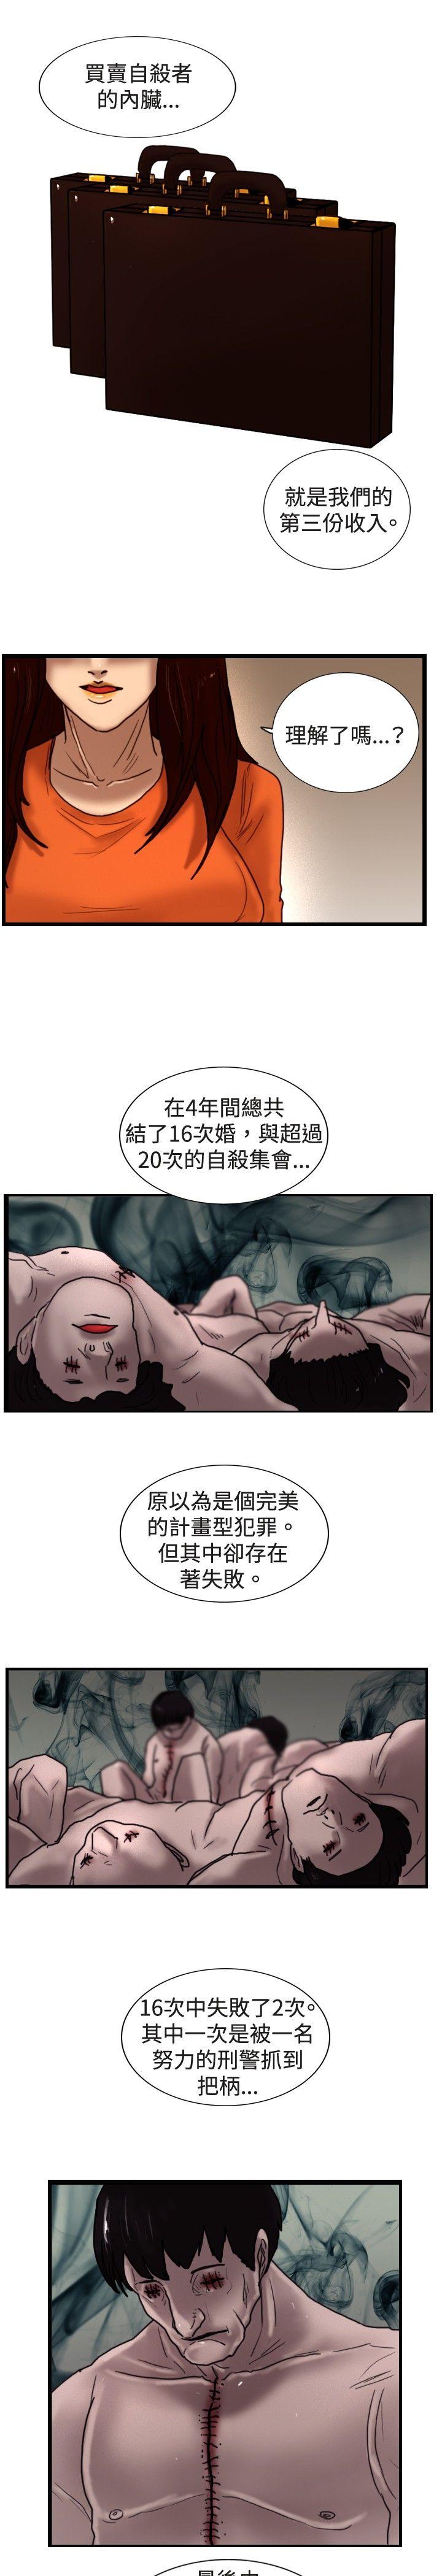 買賣自殺者
的內臟...
就是我們的
第三份收入。
理解了嗎...？
在4年間總共
結了16次婚，與超過
20次的自殺集會...
原以為是個完美
的計畫型犯罪。
但其中卻存在
著失敗。
16次中失敗了2次。
其中一次是被一名
努力的刑警抓到
把柄...